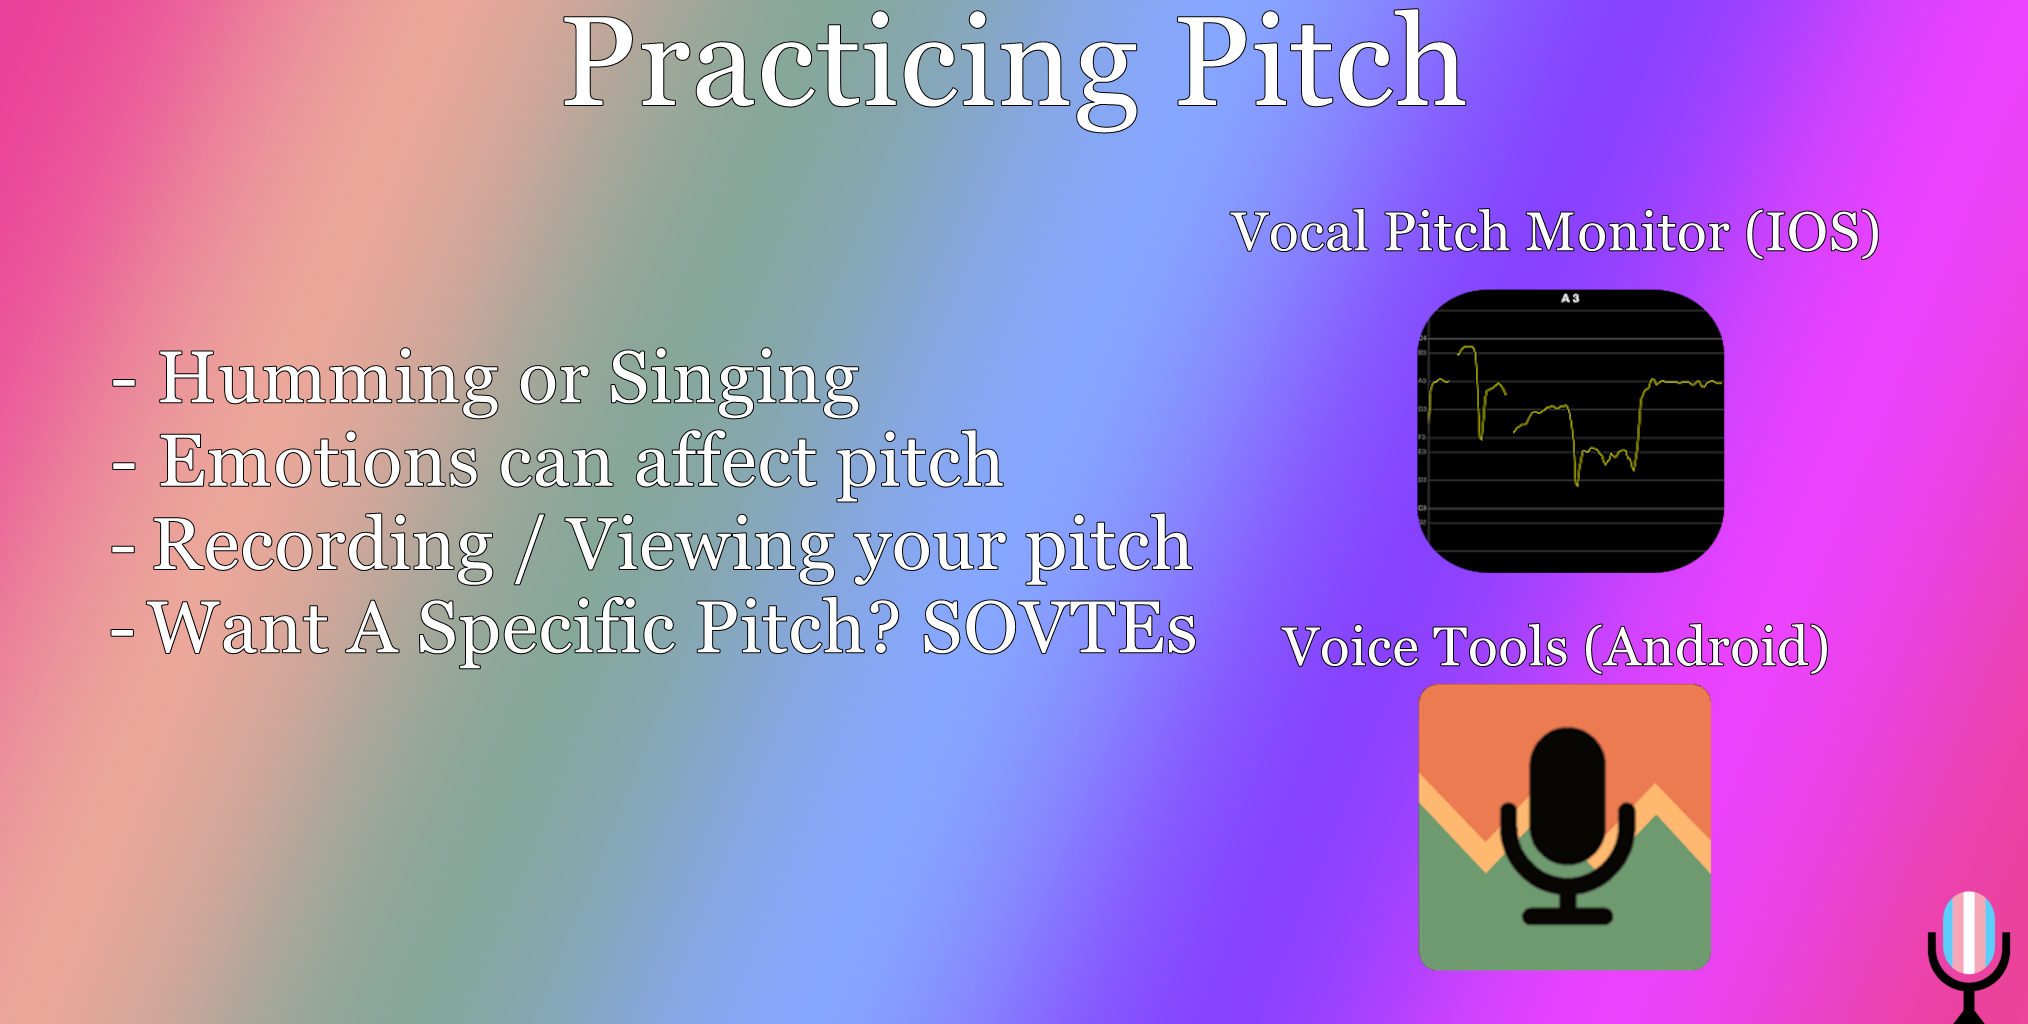 Practicing Pitch
- Humming or Singing
- Emotions can affect pitch
- Recording / Viewing your pitch
- Want A Specific Pitch? SOVTEs
Vocal Pitch Monitor (IOS)
A 3
Voice Tools (Android)